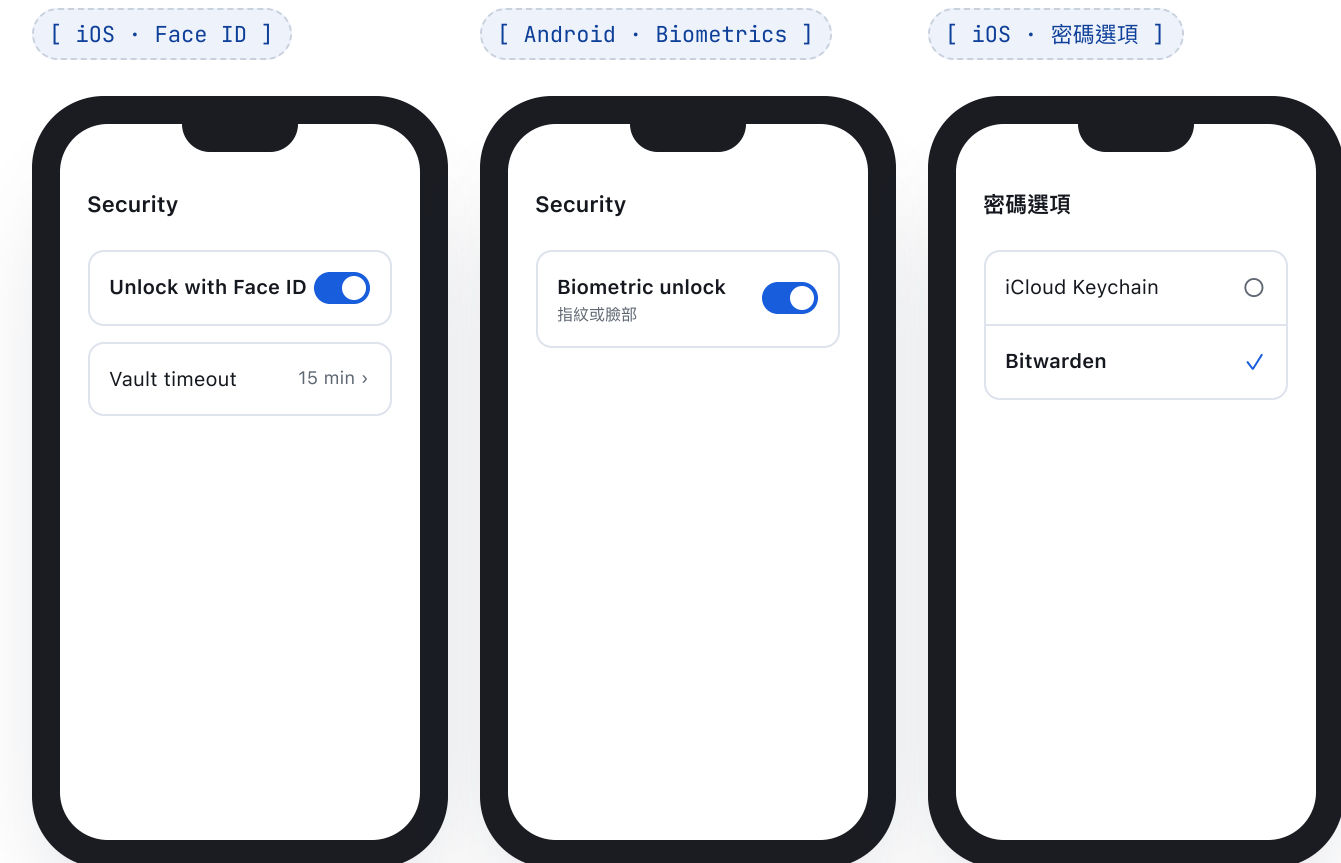 [ iOS · Face ID ]
Security
Unlock with Face ID
Vault timeout 15 min ›
[ Android · Biometrics ]
Security
Biometric unlock
指紋或臉部
[ iOS · 密碼選項 ]
密碼選項
iCloud Keychain
Bitwarden